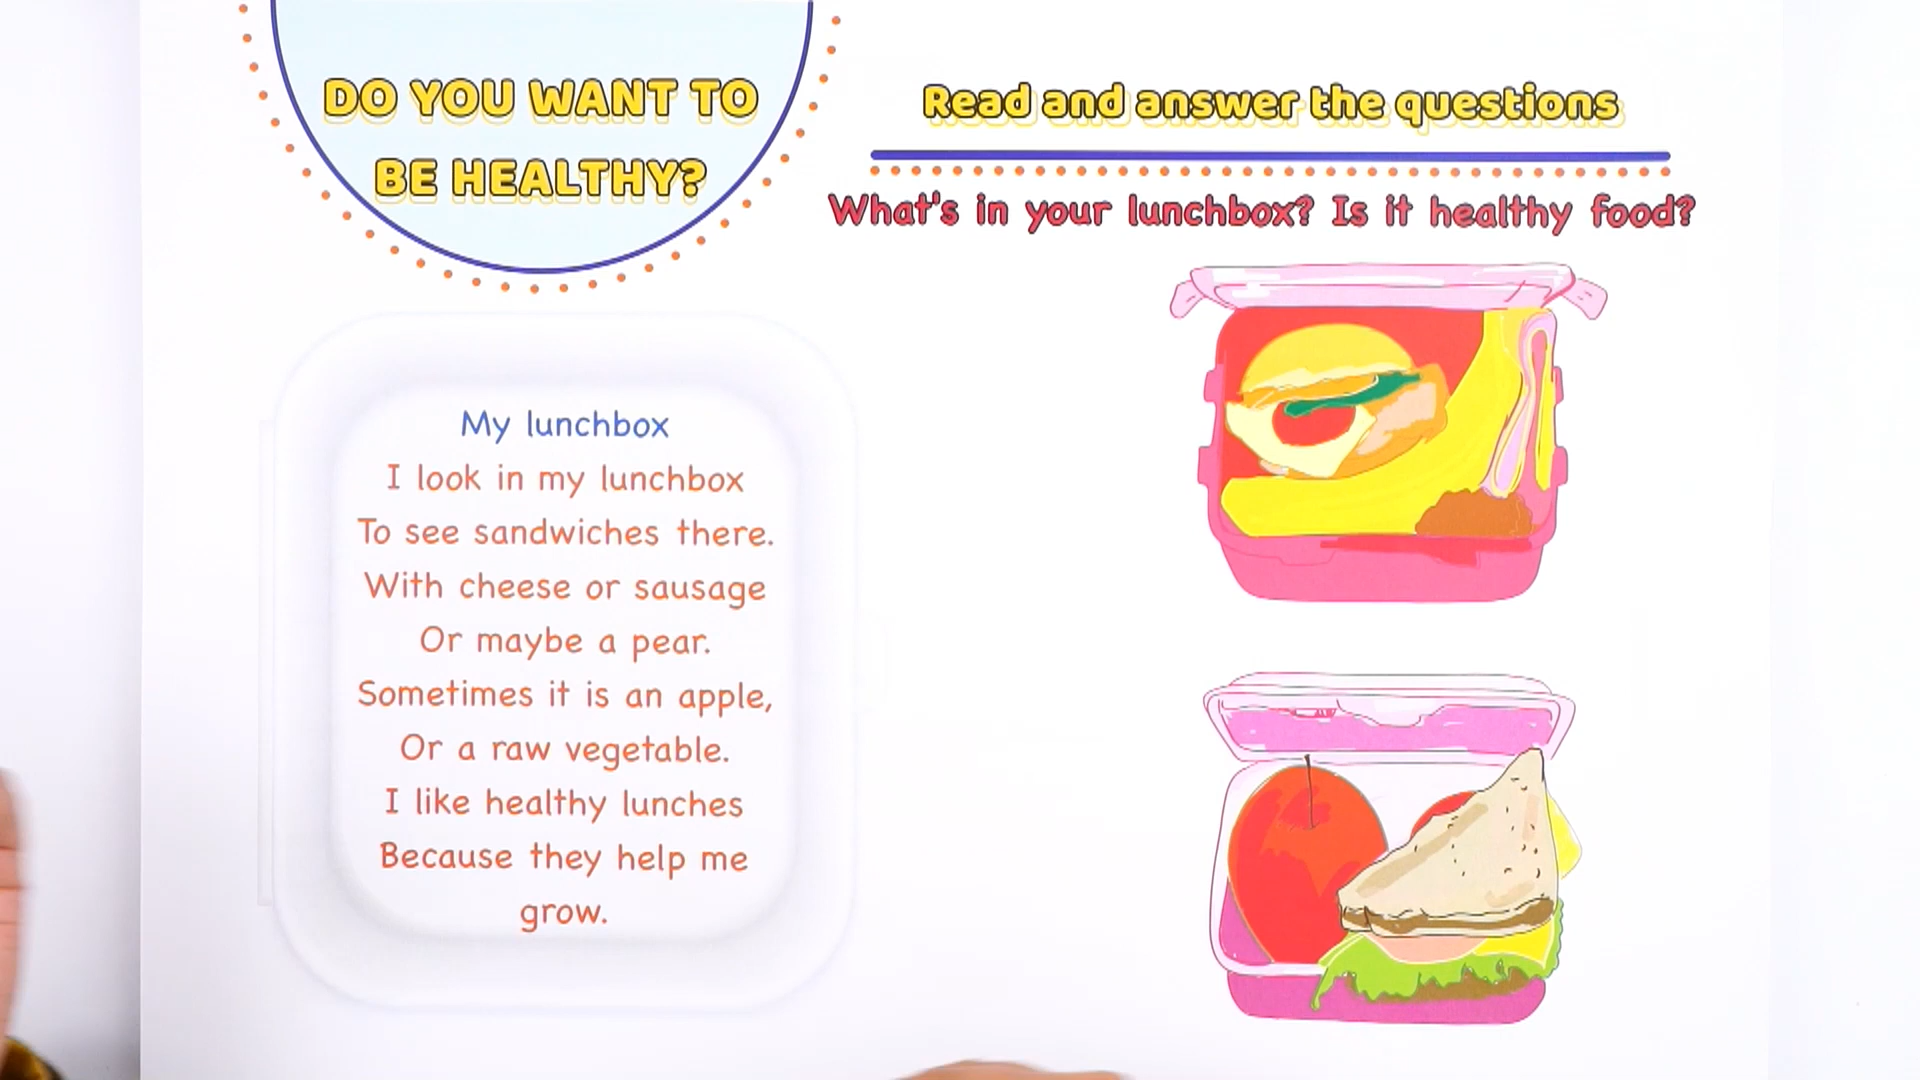 DO YOU WANT TO
BE HEALTHY?
My lunchbox
I look in my lunchbox
To see sandwiches there.
With cheese or sausage
Or maybe a pear.
Sometimes it is an apple,
Or a raw vegetable.
I like healthy lunches
Because they help me
grow.
Read and answer the questions
What's in your lunchbox? Is it healthy food?